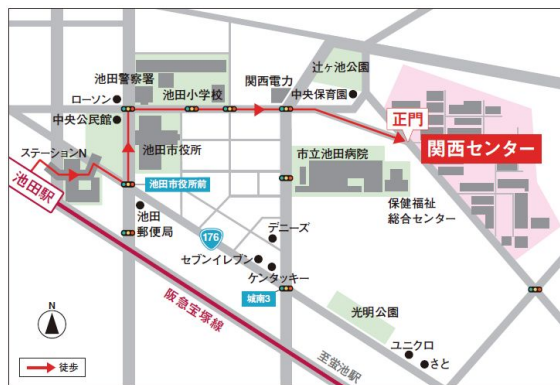 辻ヶ池公園
池田警察署
池田小学校
関西電力
中央保育園
ローソン
中央公民館
正門
関西センター
ステーションN
池田市役所
市立池田病院
池田駅
池田市役所前
保健福祉
総合センター
池田
郵便局
デニーズ
176
セブンイレブン
ケンタッキー
城南3
阪急宝塚線
光明公園
N
至蛍池駅
ユニクロ
さと
徒歩